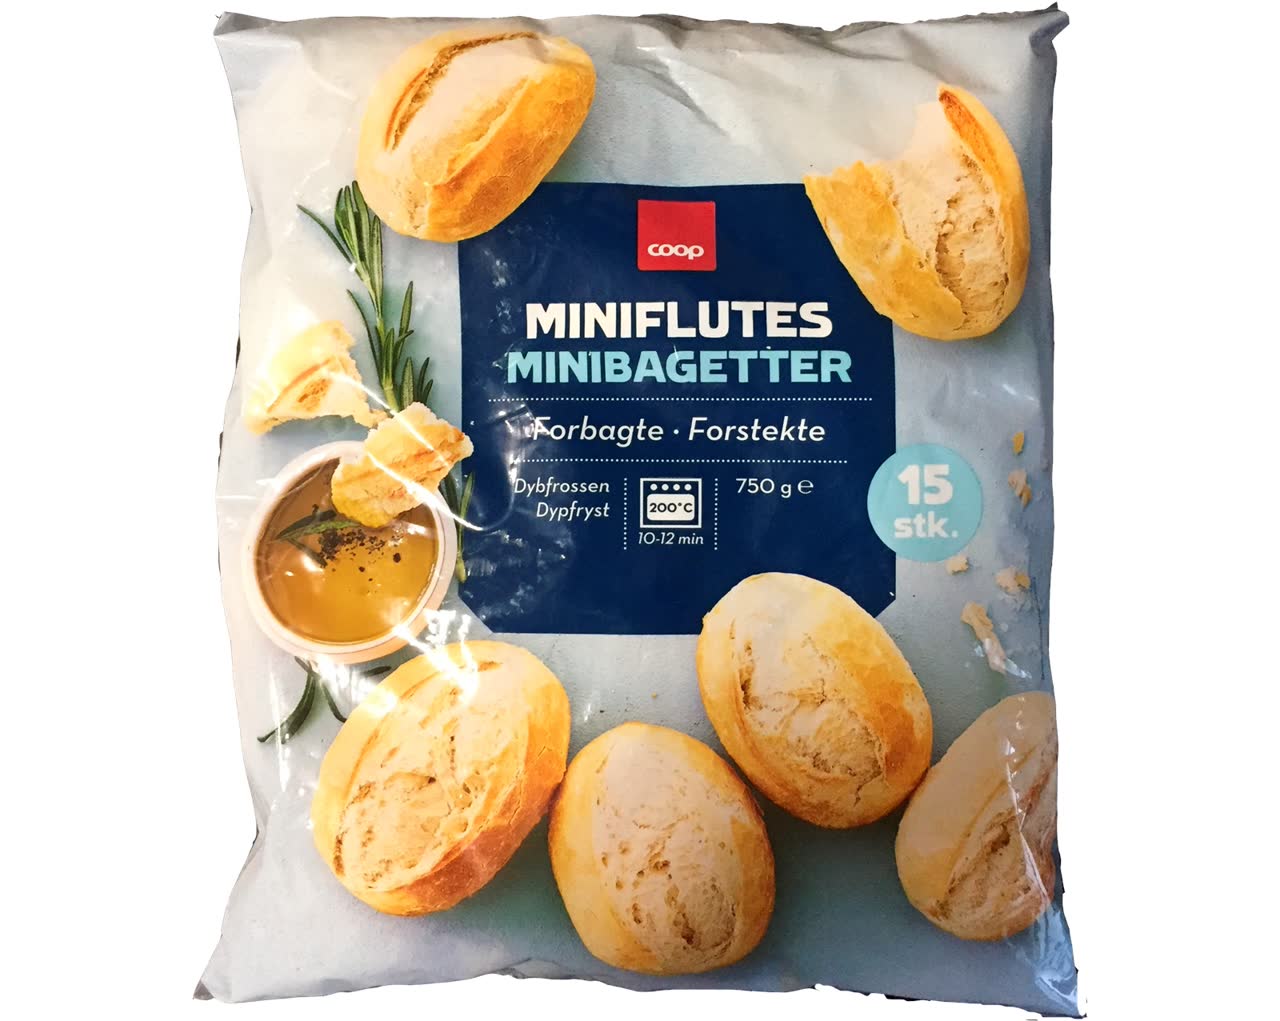 coop
MINIFLUTES
MINIBAGETTER
Forbagte · Forstekte
Dybfrossen
Dypfryst
200°C
10-12 min
750 g ℮
15
stk.